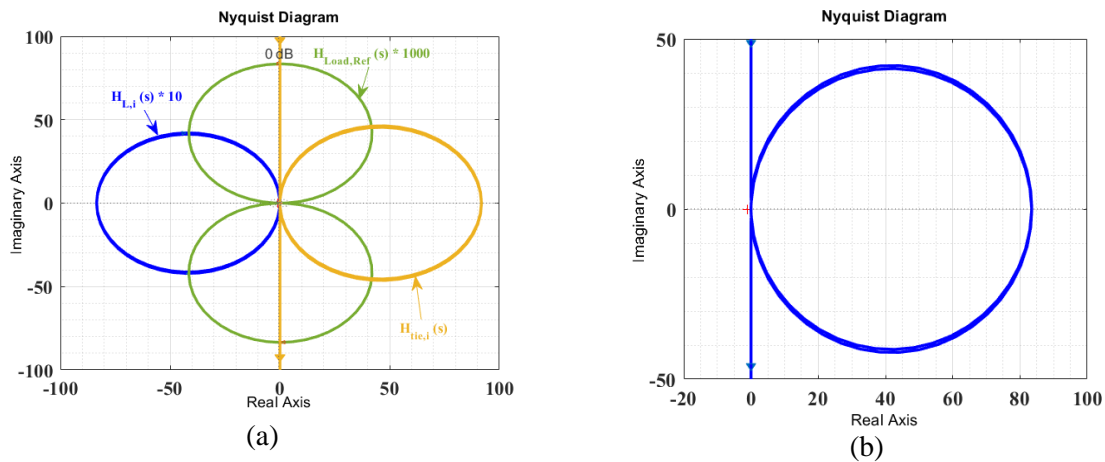 Nyquist Diagram
100
50
0
-50
-100
Imaginary Axis
0 dB
H_Load,Ref (s) * 1000
H_L,i (s) * 10
H_tie,i (s)
-100
-50
0
50
100
Real Axis
(a)
Nyquist Diagram
50
0
-50
Imaginary Axis
-20
0
20
40
60
80
100
Real Axis
(b)